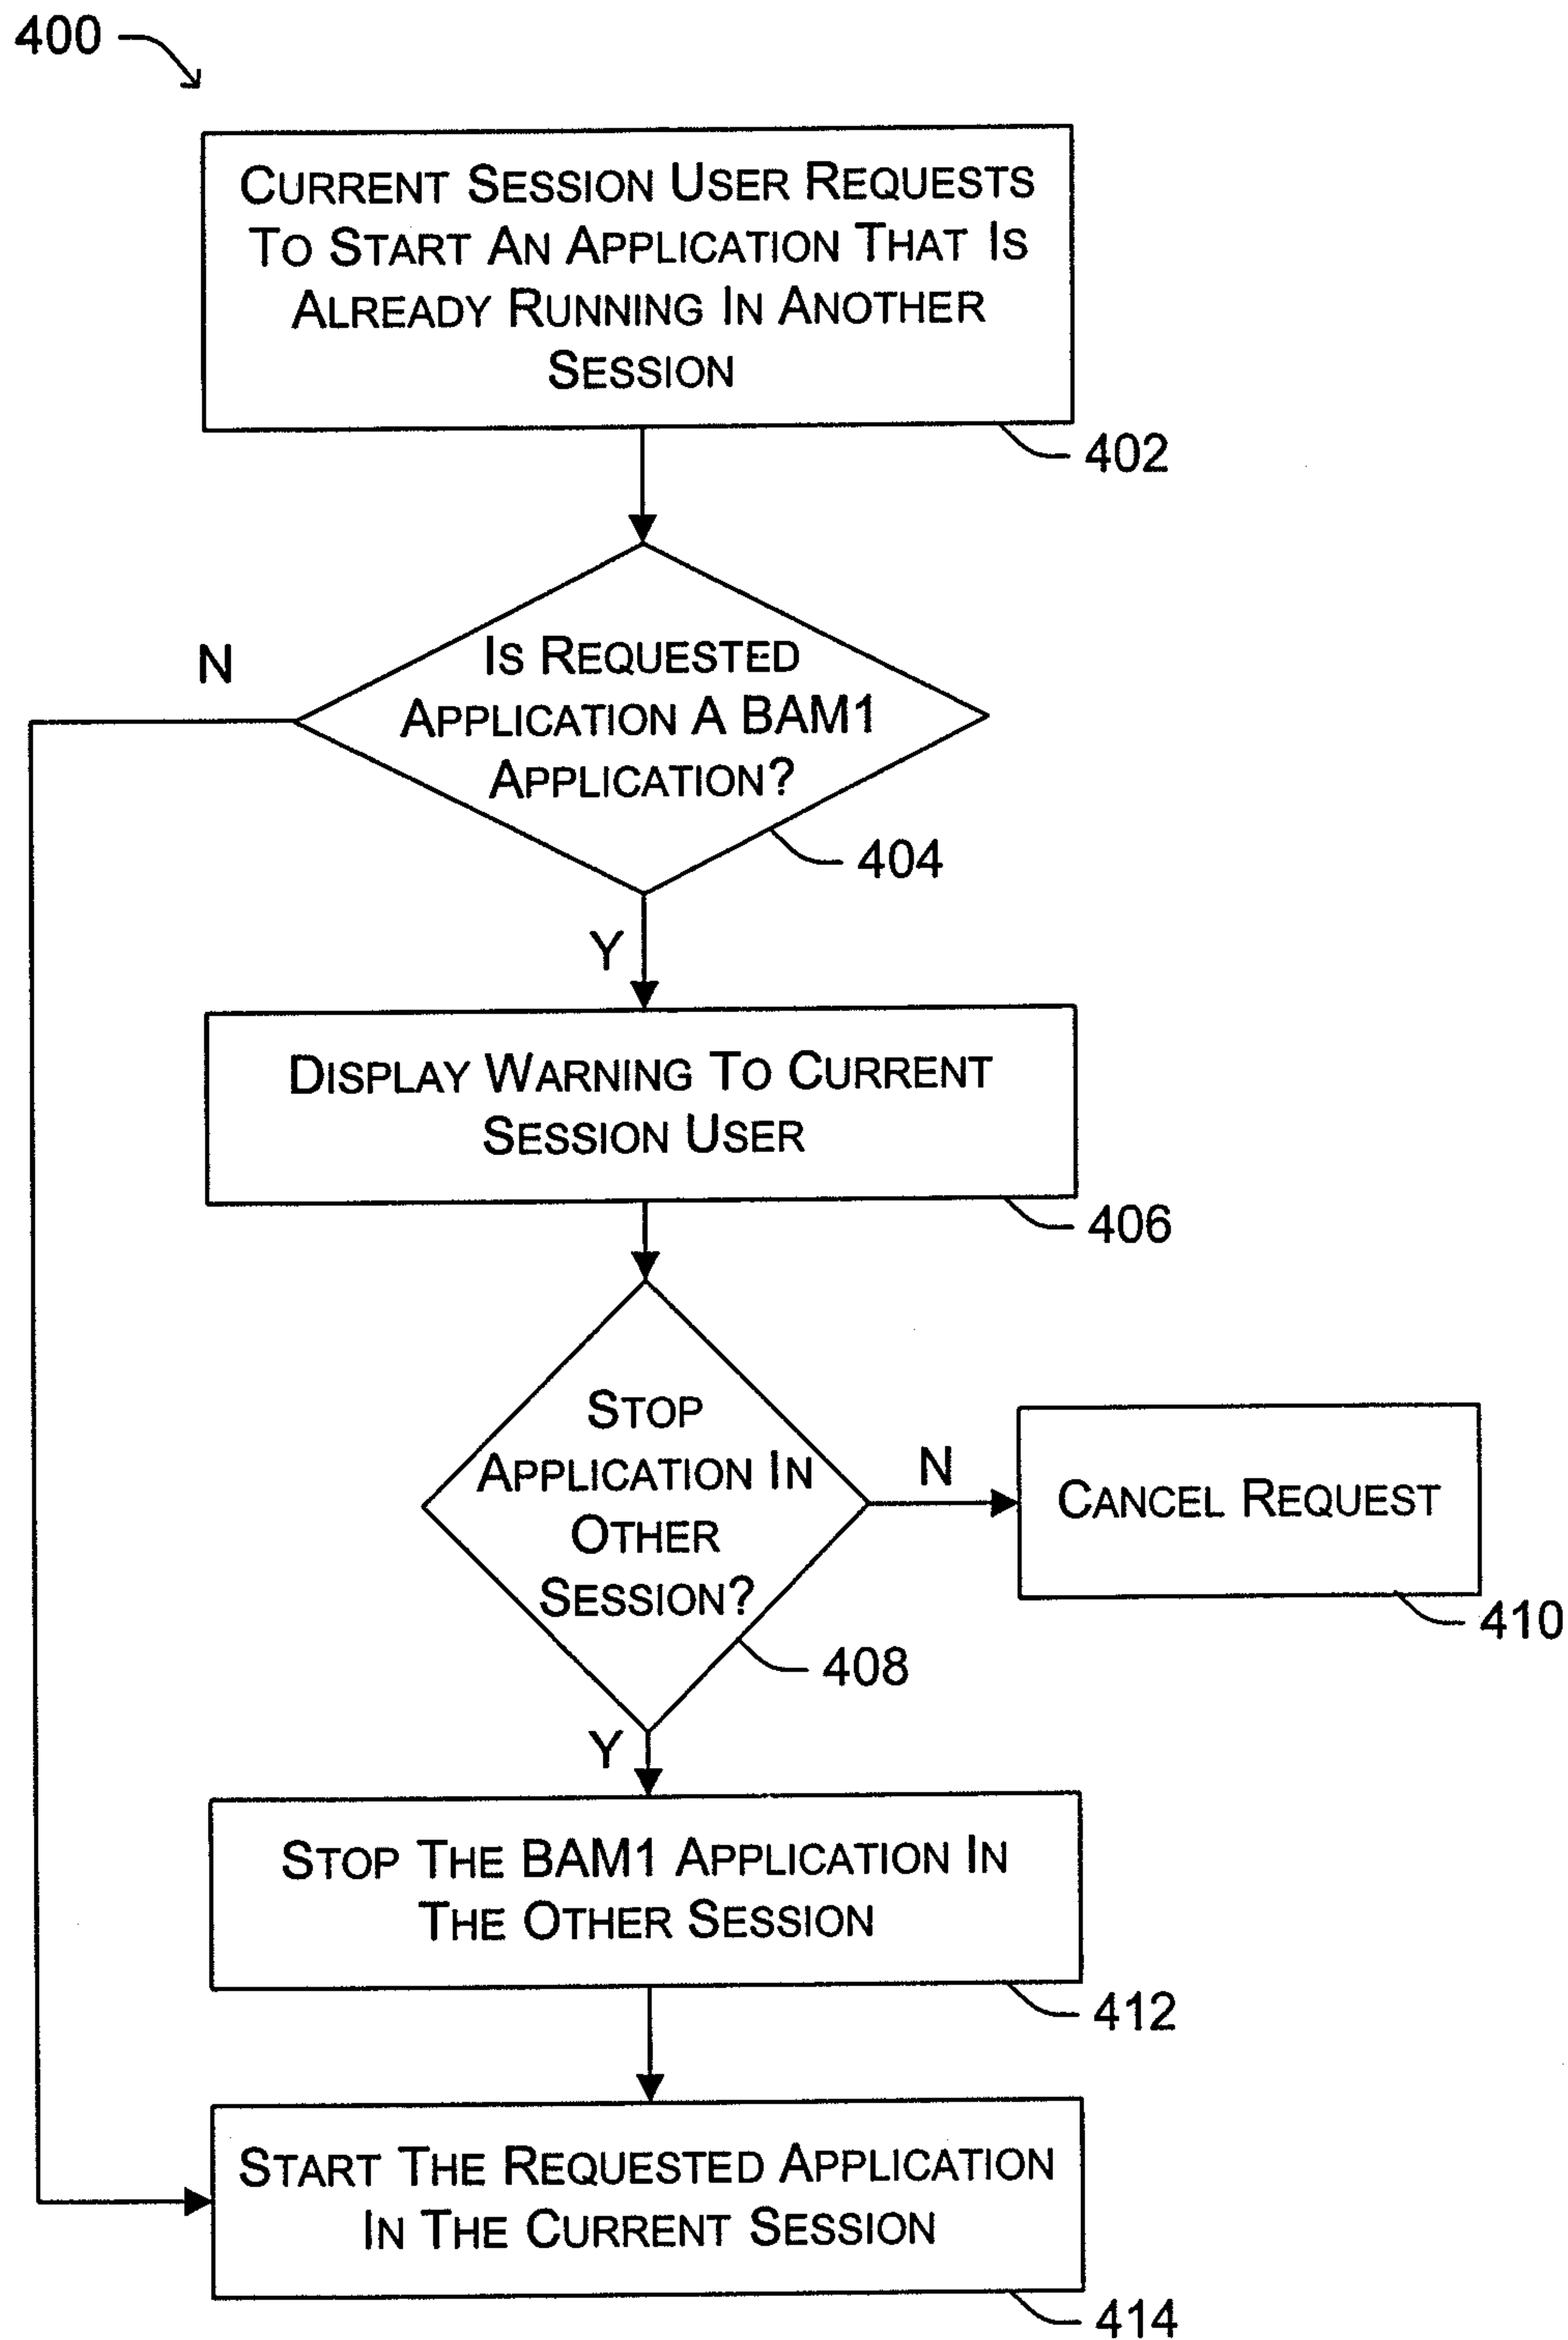 400
CURRENT SESSION USER REQUESTS
TO START AN APPLICATION THAT IS
ALREADY RUNNING IN ANOTHER
SESSION
402
N
IS REQUESTED
APPLICATION A BAM1
APPLICATION?
404
Y
DISPLAY WARNING TO CURRENT
SESSION USER
406
STOP
APPLICATION IN
OTHER
SESSION?
N
CANCEL REQUEST
410
408
Y
STOP THE BAM1 APPLICATION IN
THE OTHER SESSION
412
START THE REQUESTED APPLICATION
IN THE CURRENT SESSION
414